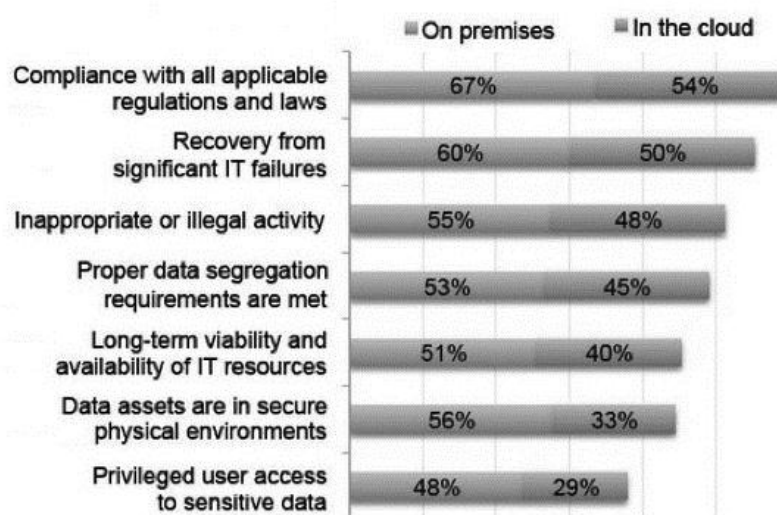 On premises In the cloud
Compliance with all applicable
regulations and laws
67% 54%
Recovery from
significant IT failures
60% 50%
Inappropriate or illegal activity
55% 48%
Proper data segregation
requirements are met
53% 45%
Long-term viability and
availability of IT resources
51% 40%
Data assets are in secure
physical environments
56% 33%
Privileged user access
to sensitive data
48% 29%